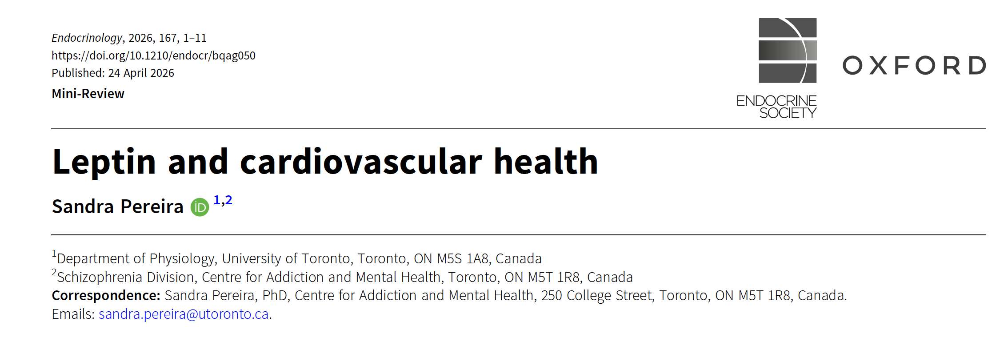 Endocrinology, 2026, 167, 1–11
https://doi.org/10.1210/endocr/bqag050
Published: 24 April 2026
Mini-Review
ENDOCRINE
SOCIETY
OXFORD
Leptin and cardiovascular health
Sandra Pereira iD 1,2
1Department of Physiology, University of Toronto, Toronto, ON M5S 1A8, Canada
2Schizophrenia Division, Centre for Addiction and Mental Health, Toronto, ON M5T 1R8, Canada
Correspondence: Sandra Pereira, PhD, Centre for Addiction and Mental Health, 250 College Street, Toronto, ON M5T 1R8, Canada.
Emails: sandra.pereira@utoronto.ca.